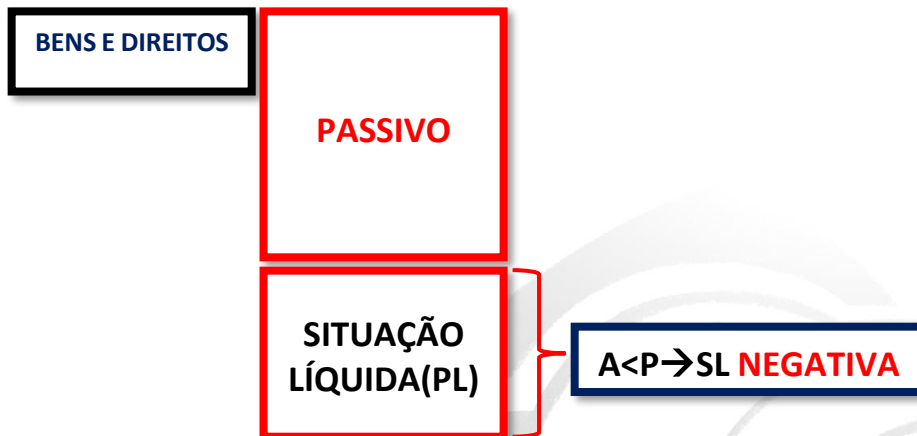 BENS E DIREITOS
PASSIVO
SITUAÇÃO
LÍQUIDA(PL)
A<P→SL NEGATIVA